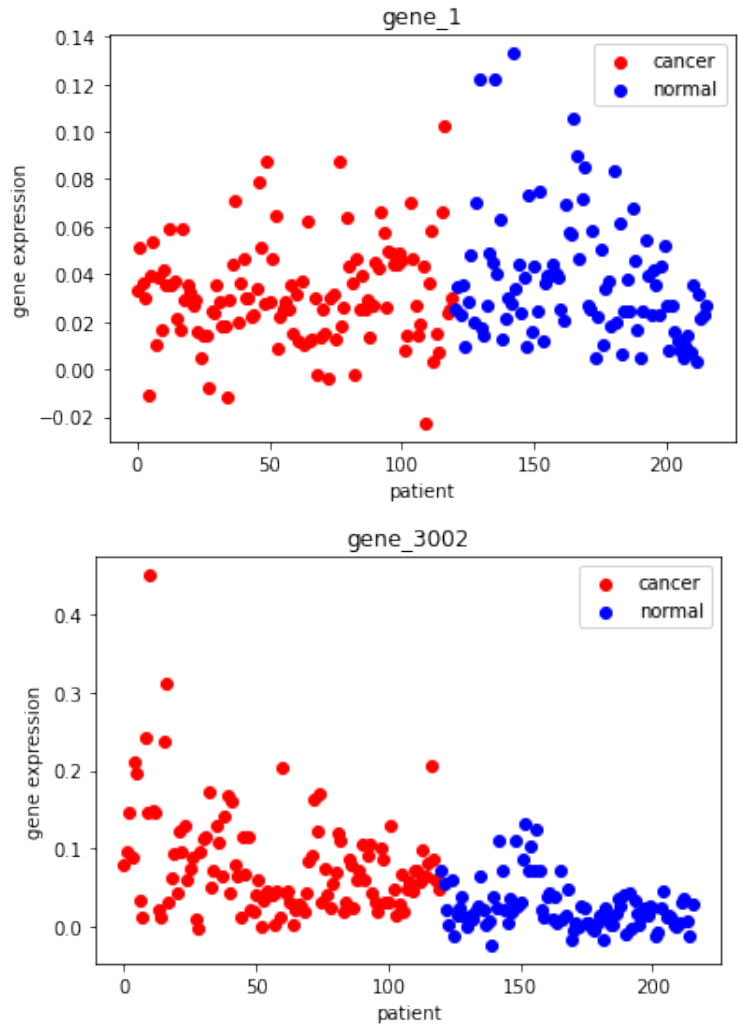 gene_1
0.14
0.12
0.10
0.08
0.06
0.04
0.02
0.00
−0.02
gene expression
cancer
normal
0 50 100 150 200
patient
gene_3002
0.4
0.3
0.2
0.1
0.0
gene expression
cancer
normal
0 50 100 150 200
patient